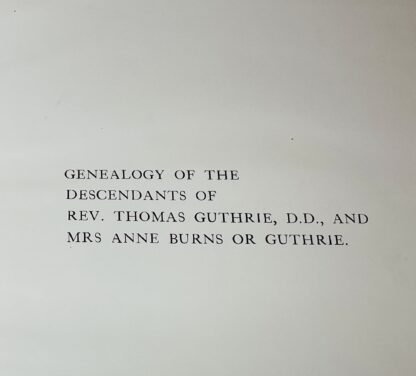 GENEALOGY OF THE
DESCENDANTS OF
REV. THOMAS GUTHRIE, D.D., AND
MRS ANNE BURNS OR GUTHRIE.